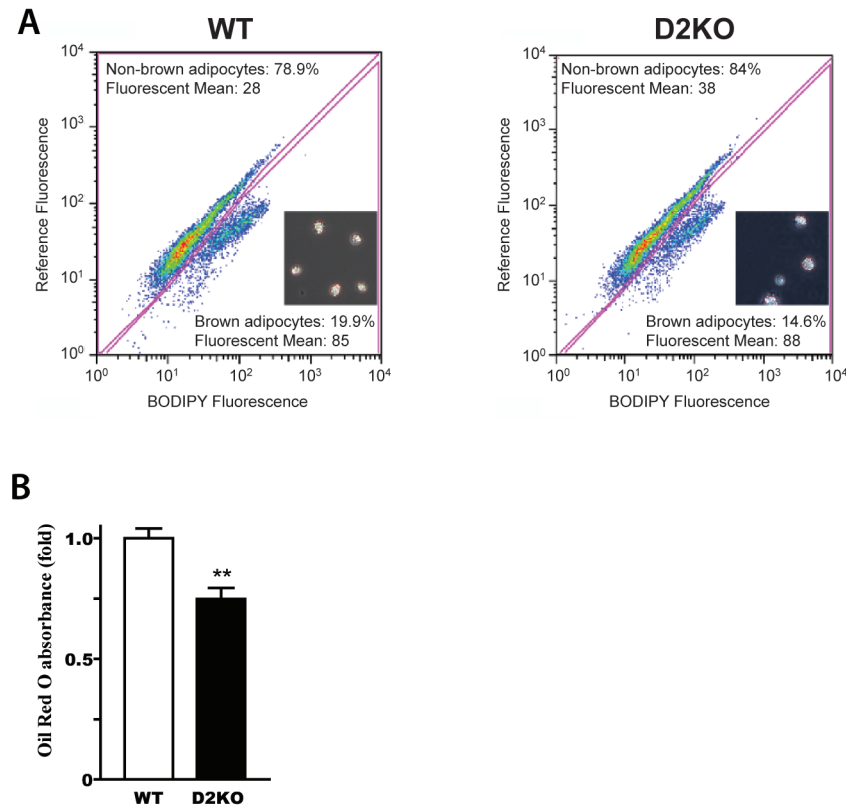 A
WT
10⁴
10³
10²
10¹
10⁰
Reference Fluorescence
Non-brown adipocytes: 78.9%
Fluorescent Mean: 28
Brown adipocytes: 19.9%
Fluorescent Mean: 85
10⁰ 10¹ 10² 10³ 10⁴
BODIPY Fluorescence
D2KO
10⁴
10³
10²
10¹
10⁰
Reference Fluorescence
Non-brown adipocytes: 84%
Fluorescent Mean: 38
Brown adipocytes: 14.6%
Fluorescent Mean: 88
10⁰ 10¹ 10² 10³ 10⁴
BODIPY Fluorescence
B
Oil Red O absorbance (fold)
1.0
0.5
0
**
WT D2KO